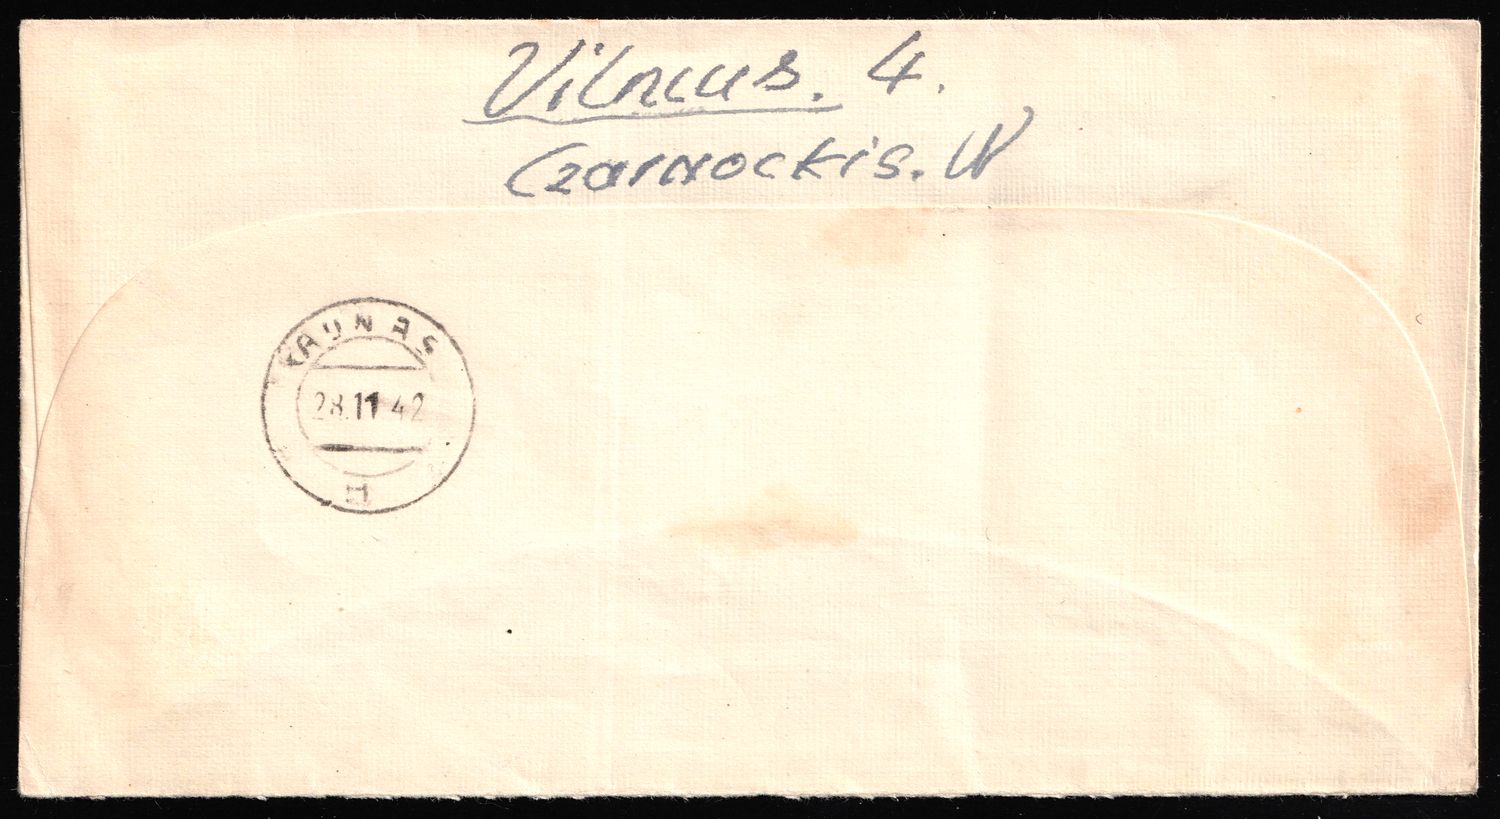 Vilnius. 4.
Czarnockis. W
KAUNAS
28.11 42
H